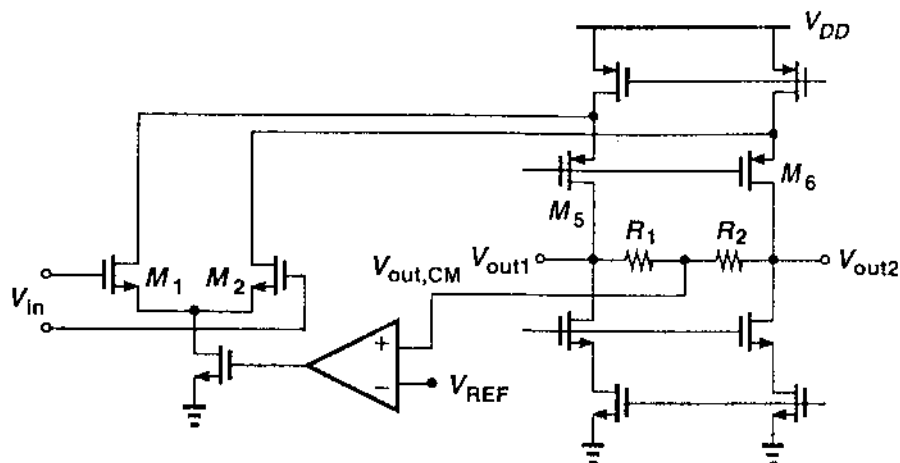 V_DD
M_5
M_6
R_1
R_2
V_in
M_1
M_2
V_out,CM
V_out1
V_out2
+
−
V_REF